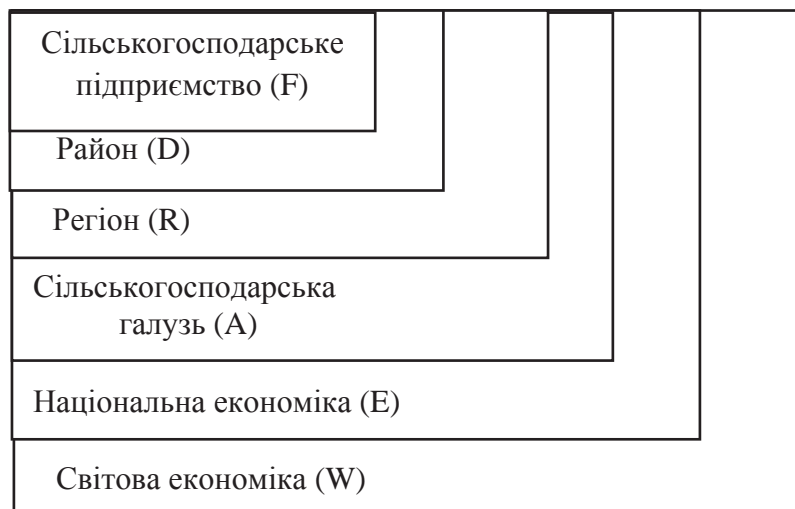 Сільськогосподарське
підприємство (F)
Район (D)
Регіон (R)
Сільськогосподарська
галузь (A)
Національна економіка (E)
Світова економіка (W)